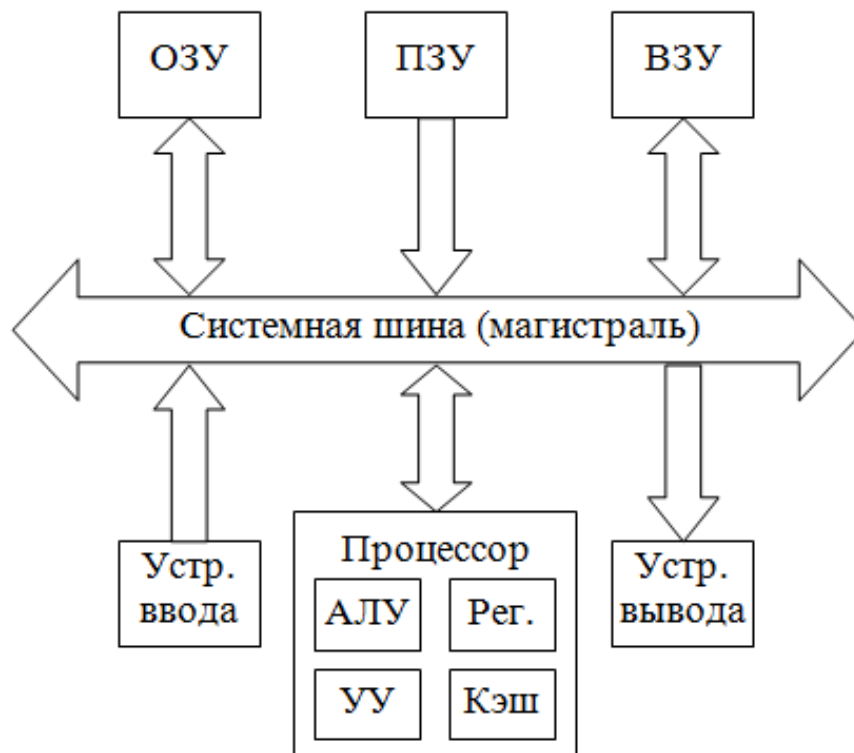 ОЗУ
ПЗУ
ВЗУ
Системная шина (магистраль)
Устр.
ввода
Процессор
АЛУ
Рег.
УУ
Кэш
Устр.
вывода